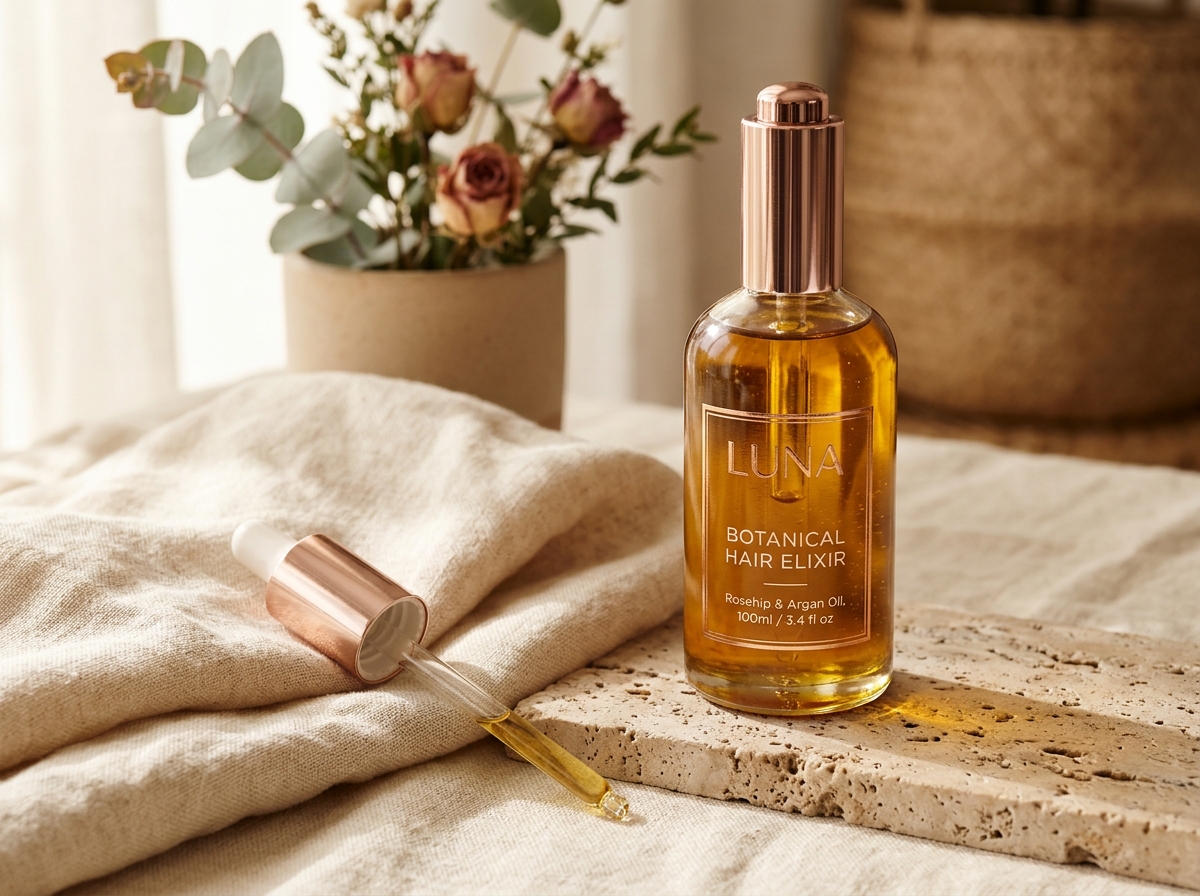 LUNA
BOTANICAL
HAIR ELIXIR
Rosehip & Argan Oil.
100ml / 3.4 fl oz